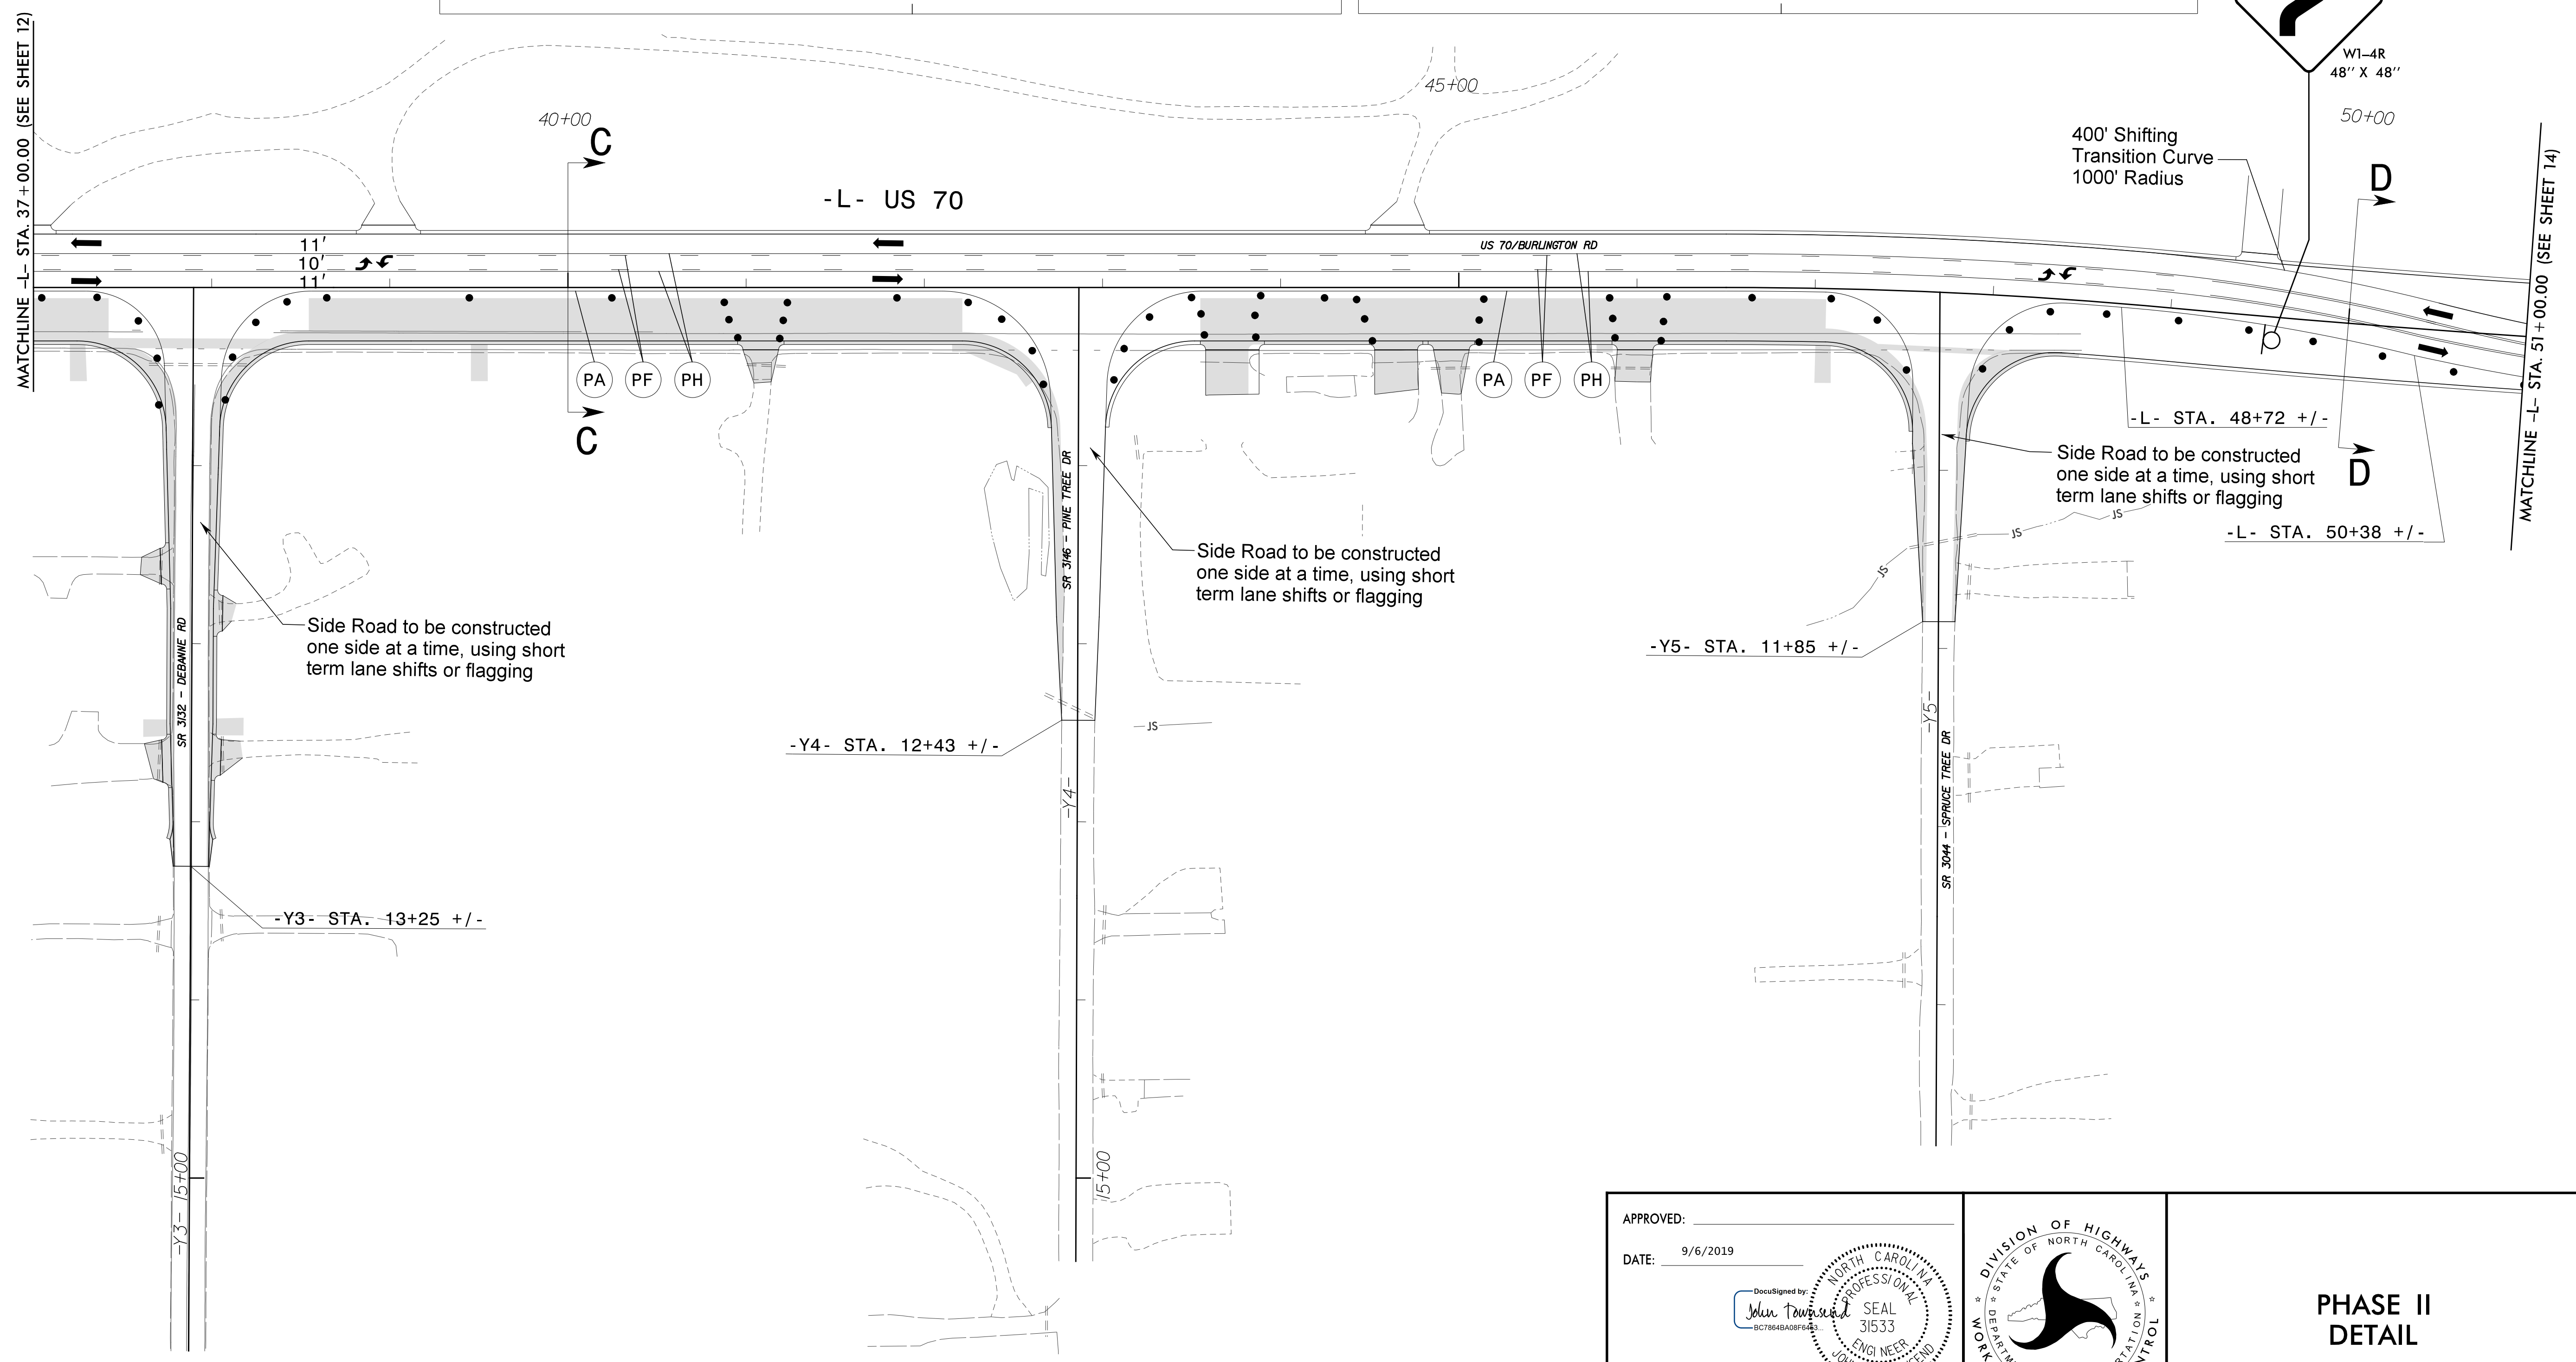 MATCHLINE -L- STA. 37+00.00 (SEE SHEET 12)
W1-4R
48" X 48"
40+00
45+00
50+00
C
-L- US 70
400' Shifting
Transition Curve
1000' Radius
D
MATCHLINE -L- STA. 51+00.00 (SEE SHEET 14)
11'
10'
11'
US 70/BURLINGTON RD
PA
PF
PH
PA
PF
PH
C
-L- STA. 48+72 +/-
D
Side Road to be constructed
one side at a time, using short
term lane shifts or flagging
-L- STA. 50+38 +/-
JS
JS
JS
SR 3146 - PINE TREE DR
Side Road to be constructed
one side at a time, using short
term lane shifts or flagging
SR 3132 - DEBANNE RD
Side Road to be constructed
one side at a time, using short
term lane shifts or flagging
-Y5- STA. 11+85 +/-
-Y4- STA. 12+43 +/-
JS
-Y5-
-Y4-
SR 3044 - SPRUCE TREE DR
-Y3- STA. 13+25 +/-
-Y3- 15+00
15+00
APPROVED:
DATE: 9/6/2019
DocuSigned by:
John Townsend
NORTH CAROLINA
PROFESSIONAL
SEAL
31533
ENGINEER
DIVISION OF HIGHWAYS
STATE OF NORTH CAROLINA
PHASE II
DETAIL